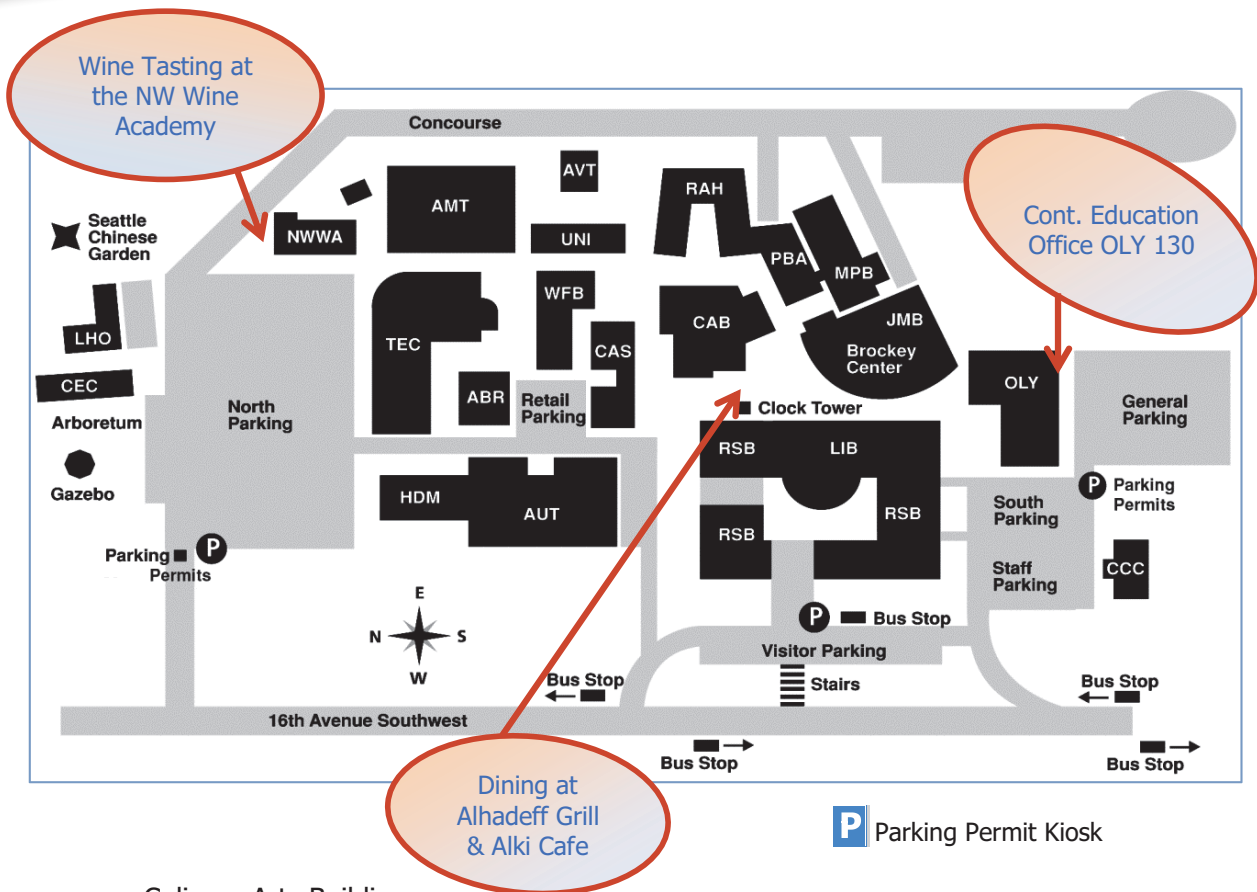 Wine Tasting at
the NW Wine
Academy
Concourse
AVT
RAH
AMT
Cont. Education
Office OLY 130
Seattle
Chinese
Garden
NWWA
UNI
PBA
MPB
WFB
LHO
TEC
CAB
JMB
CAS
Brockey
Center
CEC
OLY
ABR
Retail
Parking
North
Parking
Clock Tower
General
Parking
Arboretum
RSB
LIB
Gazebo
HDM
AUT
P
Parking
Permits
RSB
RSB
South
Parking
Parking
Permits
P
Staff
Parking
CCC
E
N
S
W
P
Bus Stop
Visitor Parking
Bus Stop
Stairs
Bus Stop
16th Avenue Southwest
Bus Stop
Bus Stop
Dining at
Alhadeff Grill
& Alki Cafe
P Parking Permit Kiosk